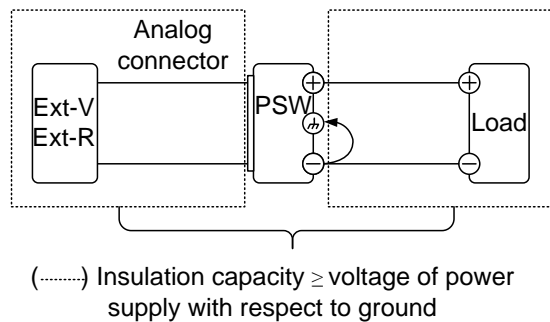 Analog
connector
Ext-V
Ext-R
PSW
Load
(........) Insulation capacity ≥ voltage of power
supply with respect to ground